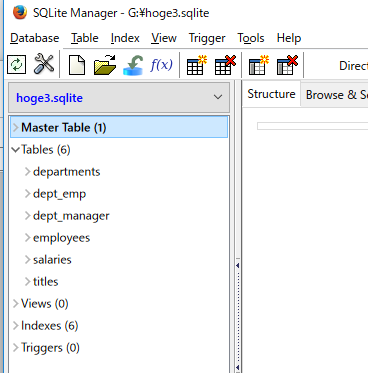 SQLite Manager - G:¥hoge3.sqlite
Database Table Index View Trigger Tools Help
f(x) Direct
hoge3.sqlite
Structure Browse & Se
Master Table (1)
Tables (6)
departments
dept_emp
dept_manager
employees
salaries
titles
Views (0)
Indexes (6)
Triggers (0)